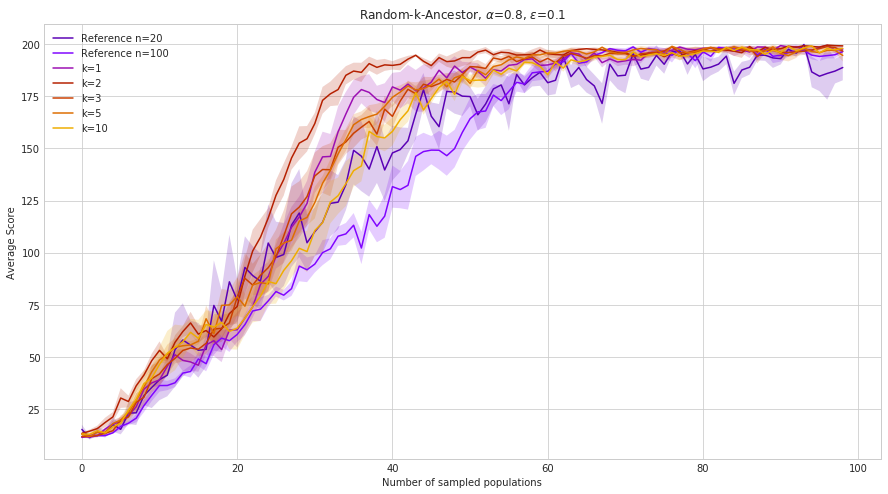 Random-k-Ancestor, α=0.8, ε=0.1
Reference n=20
Reference n=100
k=1
k=2
k=3
k=5
k=10
200
175
150
125
100
75
50
25
Average Score
0 20 40 60 80 100
Number of sampled populations